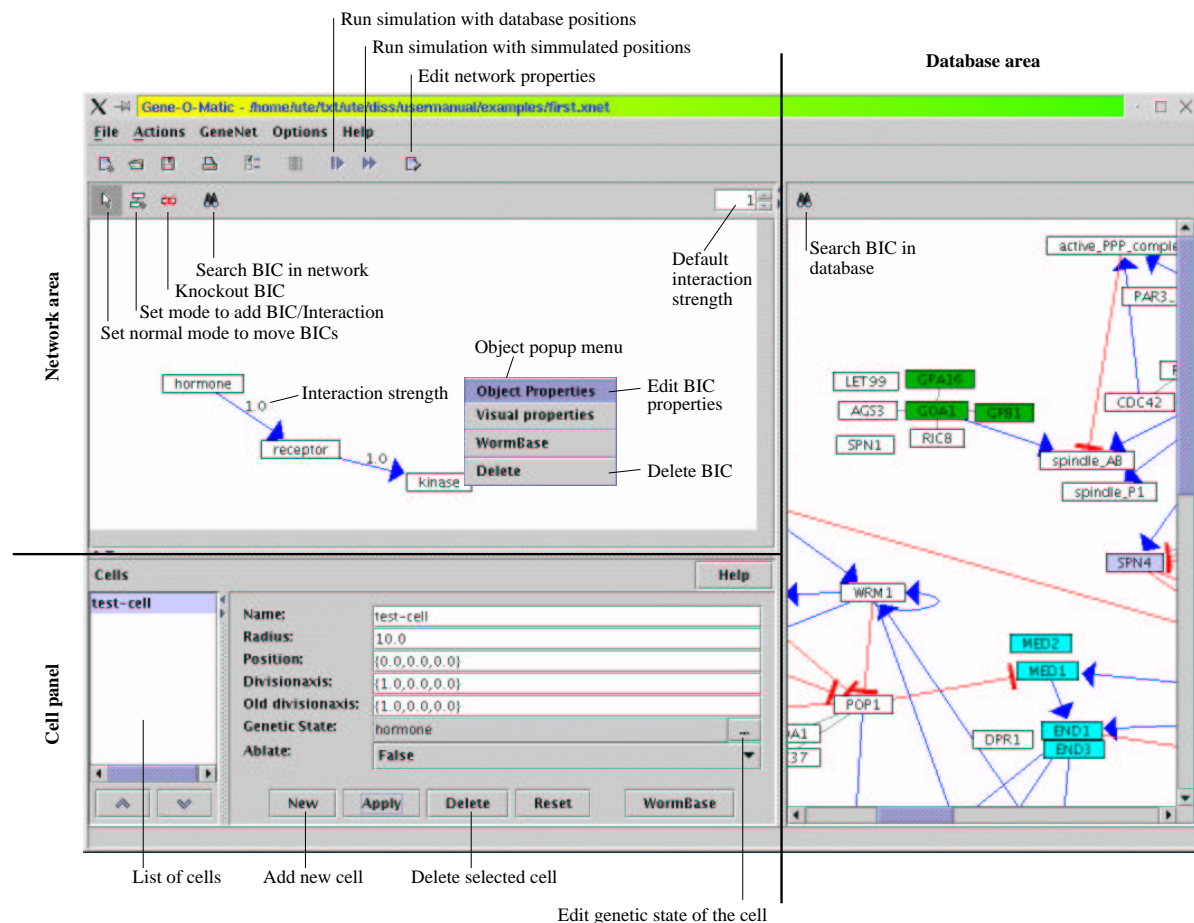 Run simulation with database positions
Run simulation with simmulated positions
Edit network properties
Database area
Gene-O-Matic - /home/ute/txt/ute/diss/usermanual/examples/first.xnet
File Actions GeneNet Options Help
1
Search BIC in network
Knockout BIC
Set mode to add BIC/Interaction
Set normal mode to move BICs
Default
interaction
strength
Network area
Object popup menu
hormone
1.0
Interaction strength
receptor
1.0
kinase
Object Properties
Visual properties
WormBase
Delete
Edit BIC
properties
Delete BIC
Search BIC in
database
active_PPP_comple
PAR3_
LET99
GPA16
AGS3
GOA1
GPB1
SPN1
RIC8
CDC42
spindle_AB
spindle_P1
SPN4
WRM1
MED2
MED1
POP1
DPR1
END1
END3
OA1
C37
Cell panel
Cells
Help
test-cell
Name: test-cell
Radius: 10.0
Position: {0.0,0.0,0.0}
Divisionaxis: {1.0,0.0,0.0}
Old divisionaxis: {1.0,0.0,0.0}
Genetic State: hormone ...
Ablate: False
New Apply Delete Reset WormBase
List of cells
Add new cell
Delete selected cell
Edit genetic state of the cell